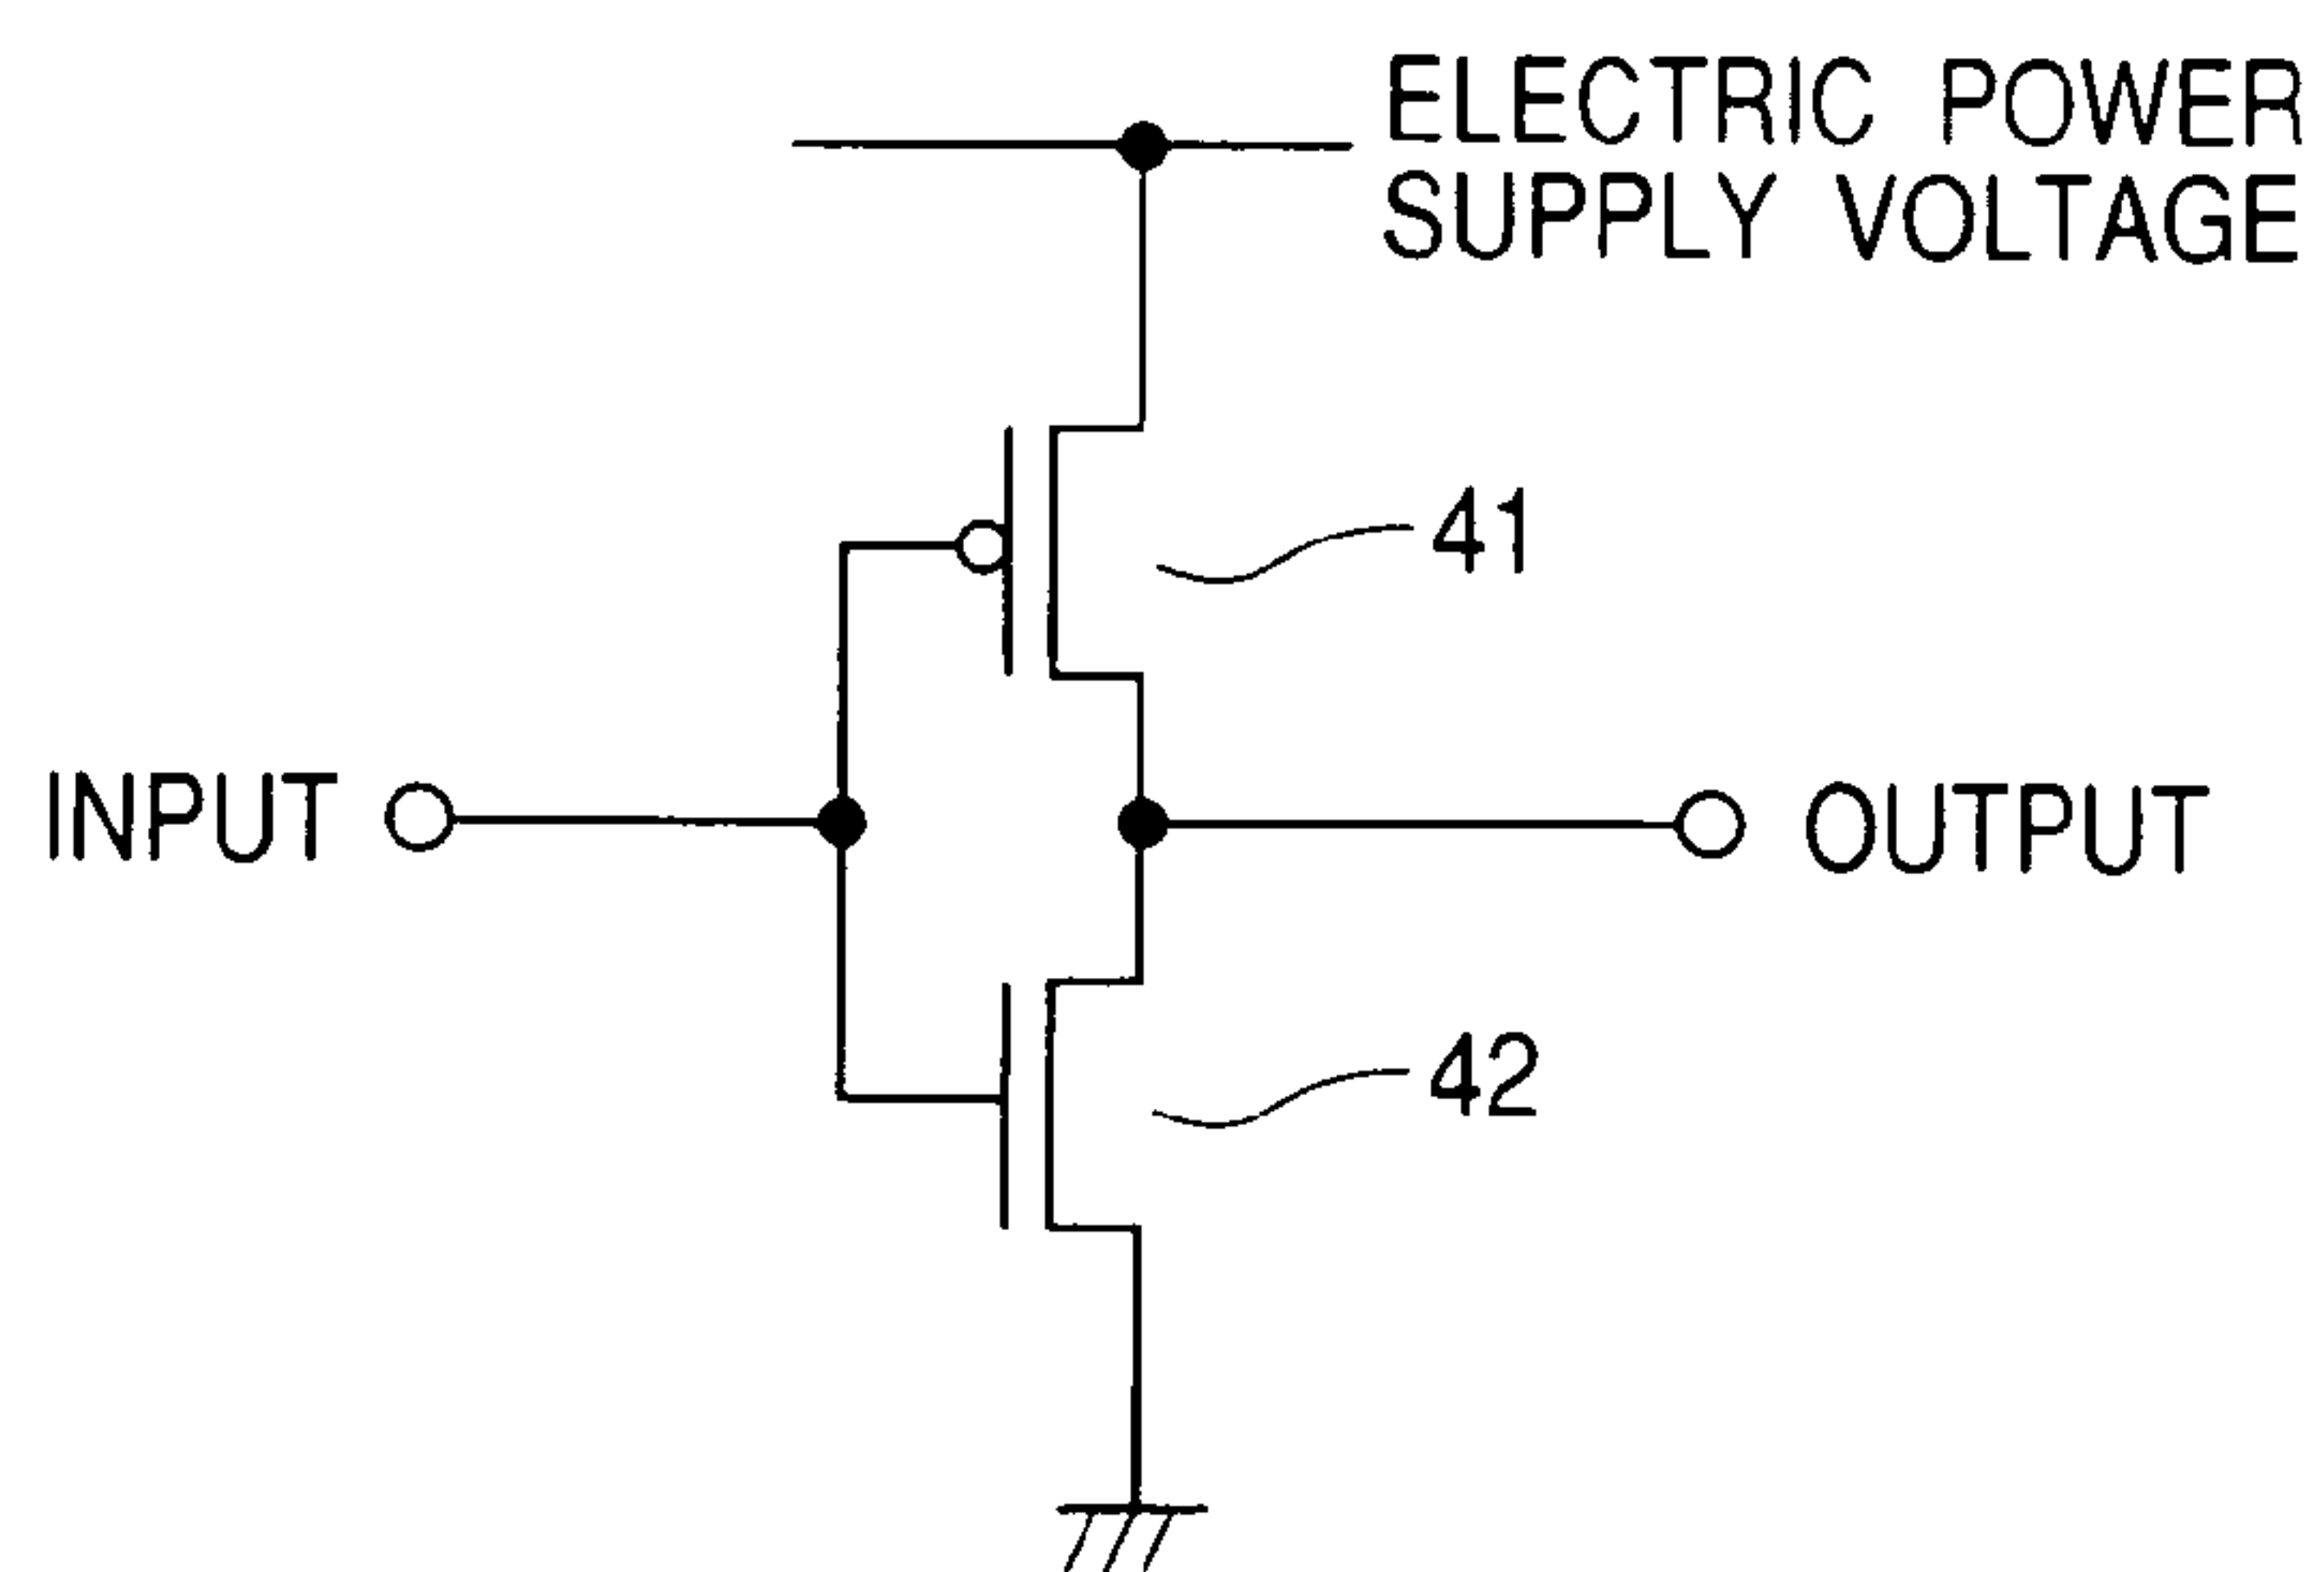 ELECTRIC POWER
SUPPLY VOLTAGE
41
INPUT
OUTPUT
42